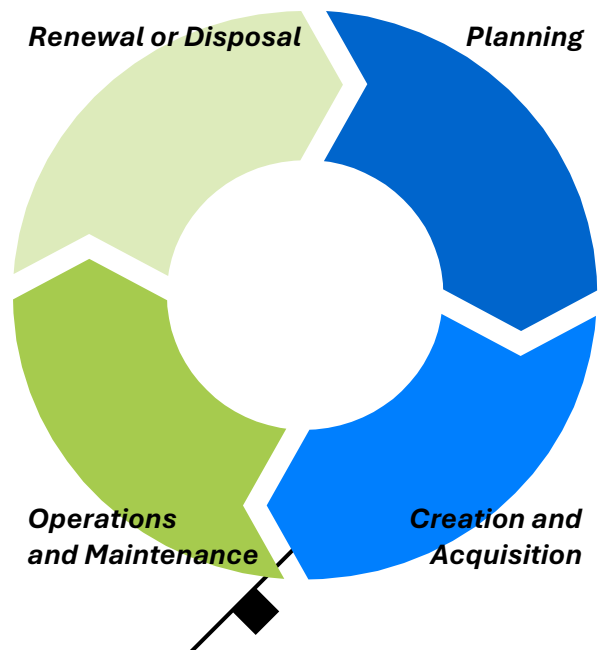 Renewal or Disposal
Planning
Operations
and Maintenance
Creation and
Acquisition